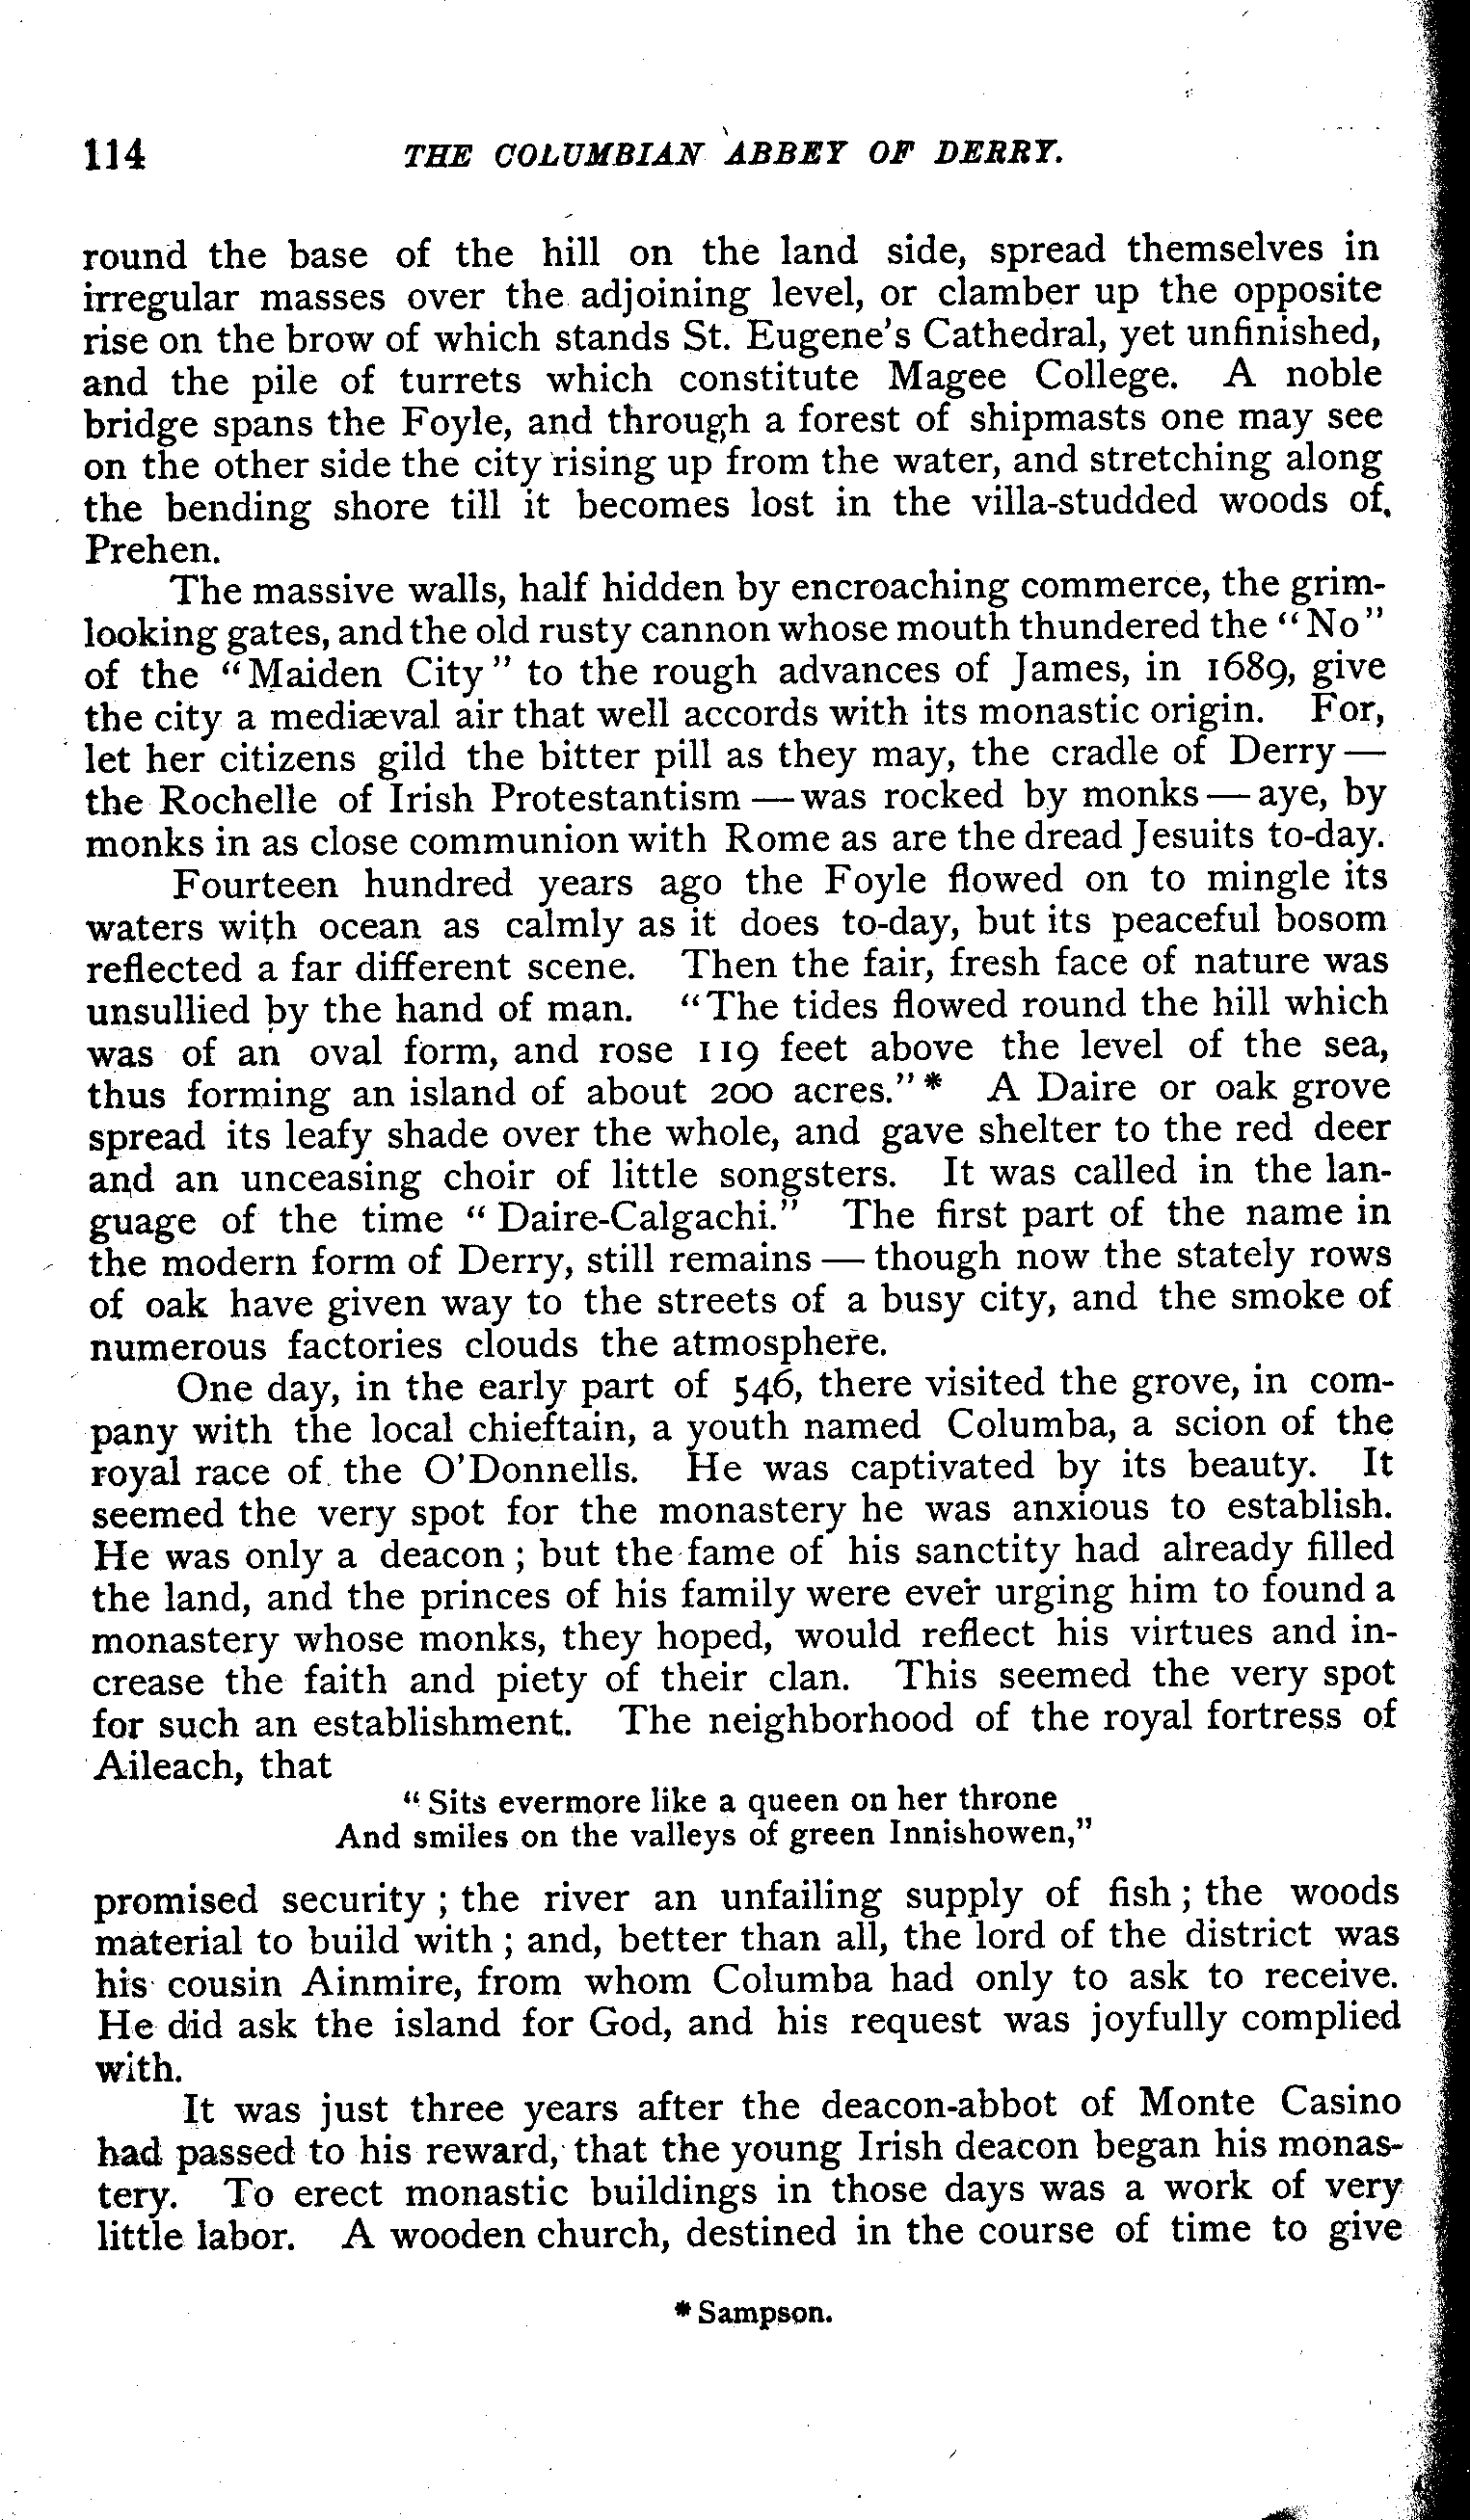 114 THE COLUMBIAN ABBEY OF DERRY.
round the base of the hill on the land side, spread themselves in
irregular masses over the adjoining level, or clamber up the opposite
rise on the brow of which stands St. Eugene's Cathedral, yet unfinished,
and the pile of turrets which constitute Magee College. A noble
bridge spans the Foyle, and through a forest of shipmasts one may see
on the other side the city rising up from the water, and stretching along
the bending shore till it becomes lost in the villa-studded woods of.
Prehen.
The massive walls, half hidden by encroaching commerce, the grim-
looking gates, and the old rusty cannon whose mouth thundered the "No"
of the "Maiden City" to the rough advances of James, in 1689, give
the city a mediæval air that well accords with its monastic origin. For,
let her citizens gild the bitter pill as they may, the cradle of Derry —
the Rochelle of Irish Protestantism — was rocked by monks — aye, by
monks in as close communion with Rome as are the dread Jesuits to-day.
Fourteen hundred years ago the Foyle flowed on to mingle its
waters with ocean as calmly as it does to-day, but its peaceful bosom
reflected a far different scene. Then the fair, fresh face of nature was
unsullied by the hand of man. "The tides flowed round the hill which
was of an oval form, and rose 119 feet above the level of the sea,
thus forming an island of about 200 acres."* A Daire or oak grove
spread its leafy shade over the whole, and gave shelter to the red deer
and an unceasing choir of little songsters. It was called in the lan-
guage of the time "Daire-Calgachi." The first part of the name in
the modern form of Derry, still remains — though now the stately rows
of oak have given way to the streets of a busy city, and the smoke of
numerous factories clouds the atmosphere.
One day, in the early part of 546, there visited the grove, in com-
pany with the local chieftain, a youth named Columba, a scion of the
royal race of the O'Donnells. He was captivated by its beauty. It
seemed the very spot for the monastery he was anxious to establish.
He was only a deacon; but the fame of his sanctity had already filled
the land, and the princes of his family were ever urging him to found a
monastery whose monks, they hoped, would reflect his virtues and in-
crease the faith and piety of their clan. This seemed the very spot
for such an establishment. The neighborhood of the royal fortress of
Aileach, that
"Sits evermore like a queen on her throne
And smiles on the valleys of green Innishowen,"
promised security; the river an unfailing supply of fish; the woods
material to build with; and, better than all, the lord of the district was
his cousin Ainmire, from whom Columba had only to ask to receive.
He did ask the island for God, and his request was joyfully complied
with.
It was just three years after the deacon-abbot of Monte Casino
had passed to his reward, that the young Irish deacon began his monas-
tery. To erect monastic buildings in those days was a work of very
little labor. A wooden church, destined in the course of time to give
* Sampson.